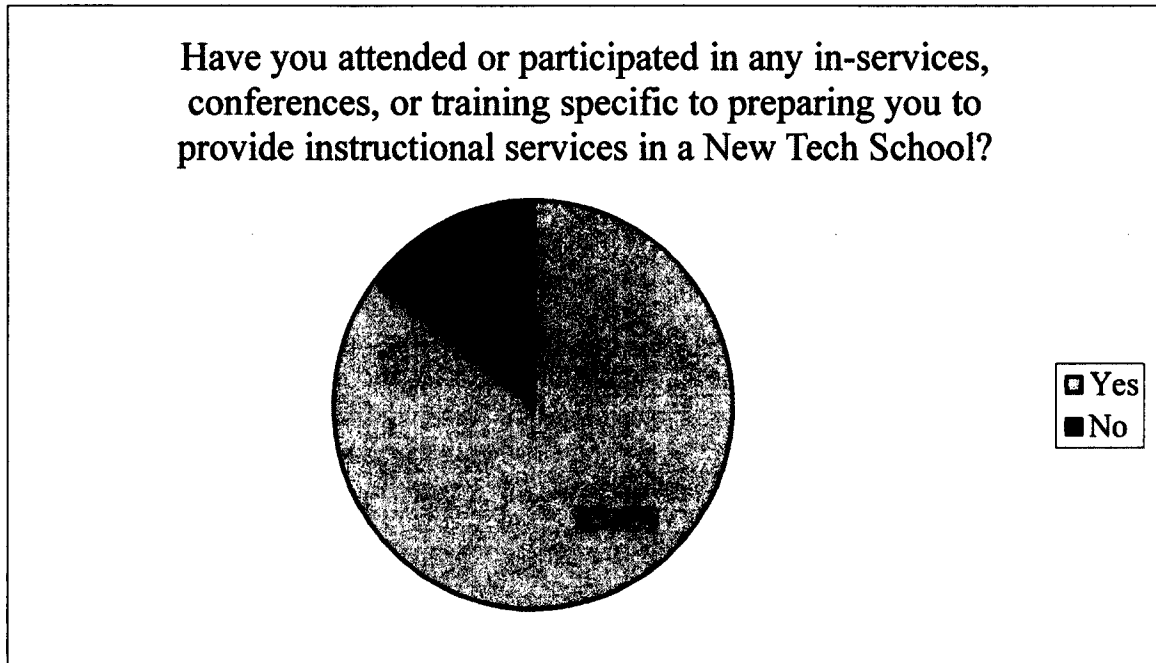 Have you attended or participated in any in-services,
conferences, or training specific to preparing you to
provide instructional services in a New Tech School?
Yes
No